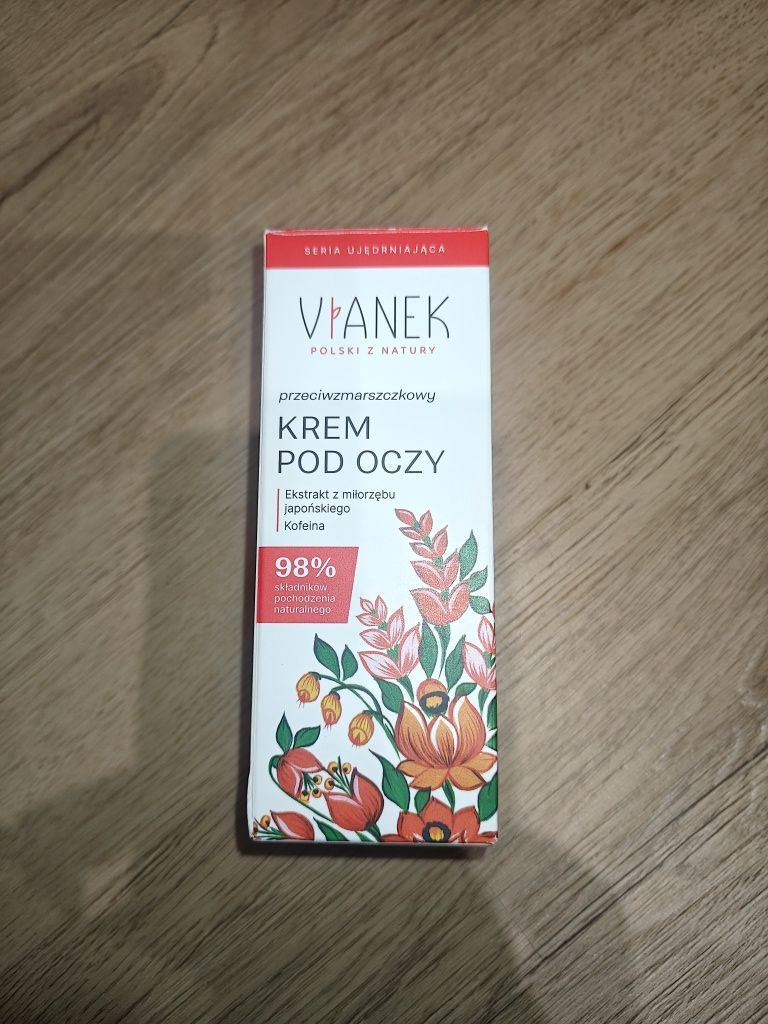 SERIA UJĘDRNIAJĄCA
VIANEK
POLSKI Z NATURY
przeciwzmarszczkowy
KREM
POD OCZY
Ekstrakt z miłorzębu
japońskiego
Kofeina
98%
składników
pochodzenia
naturalnego